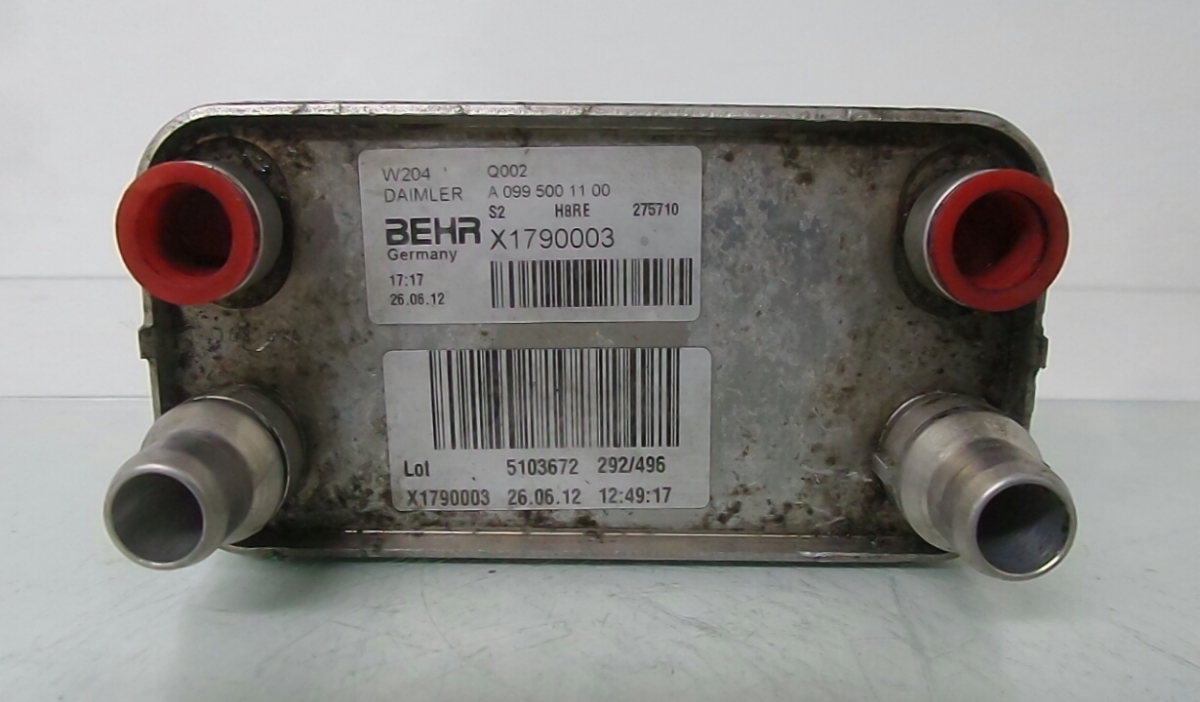 W204 Q002
DAIMLER A 099 500 11 00
S2 H8RE 275710
BEHR X1790003
Germany
17:17
26.06.12
Lol 5103672 292/496
X1790003 26.06.12 12:49:17